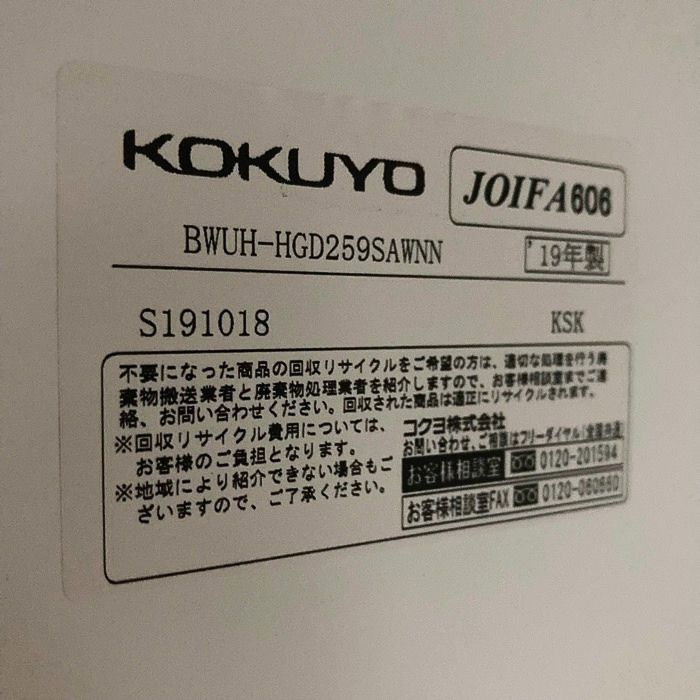 KOKUYO
JOIFA606
BWUH-HGD259SAWNN
'19年製
S191018
KSK
不要になった商品の回収リサイクルをご希望の方は、適切な処理を行う廃
棄物搬送業者と廃棄物処理業者を紹介しますので、お客様相談室までご連
絡、お問い合わせください。回収された商品は適正にリサイクルされます。
※回収リサイクル費用については、
お客様のご負担となります。
※地域により紹介できない場合もご
ざいますので、ご了承ください。
コクヨ株式会社
お問い合わせ、ご相談はフリーダイヤル(全国共通)
お客様相談室 0120-201594
お客様相談室FAX 0120-060660